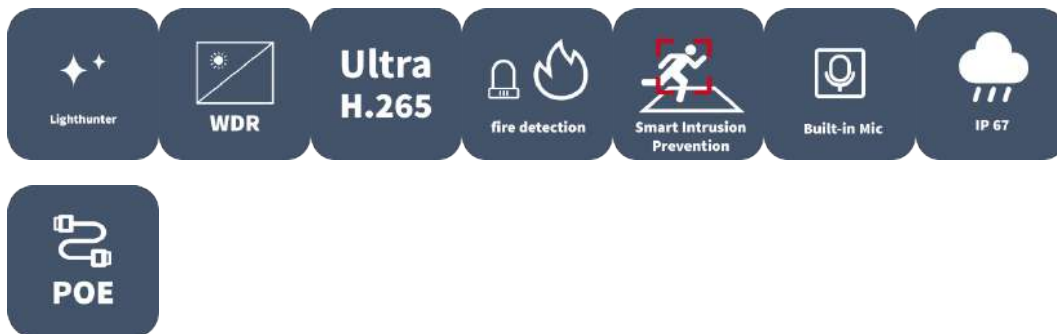 Lighthunter
WDR
Ultra
H.265
fire detection
Smart Intrusion
Prevention
Built-in Mic
IP 67
POE